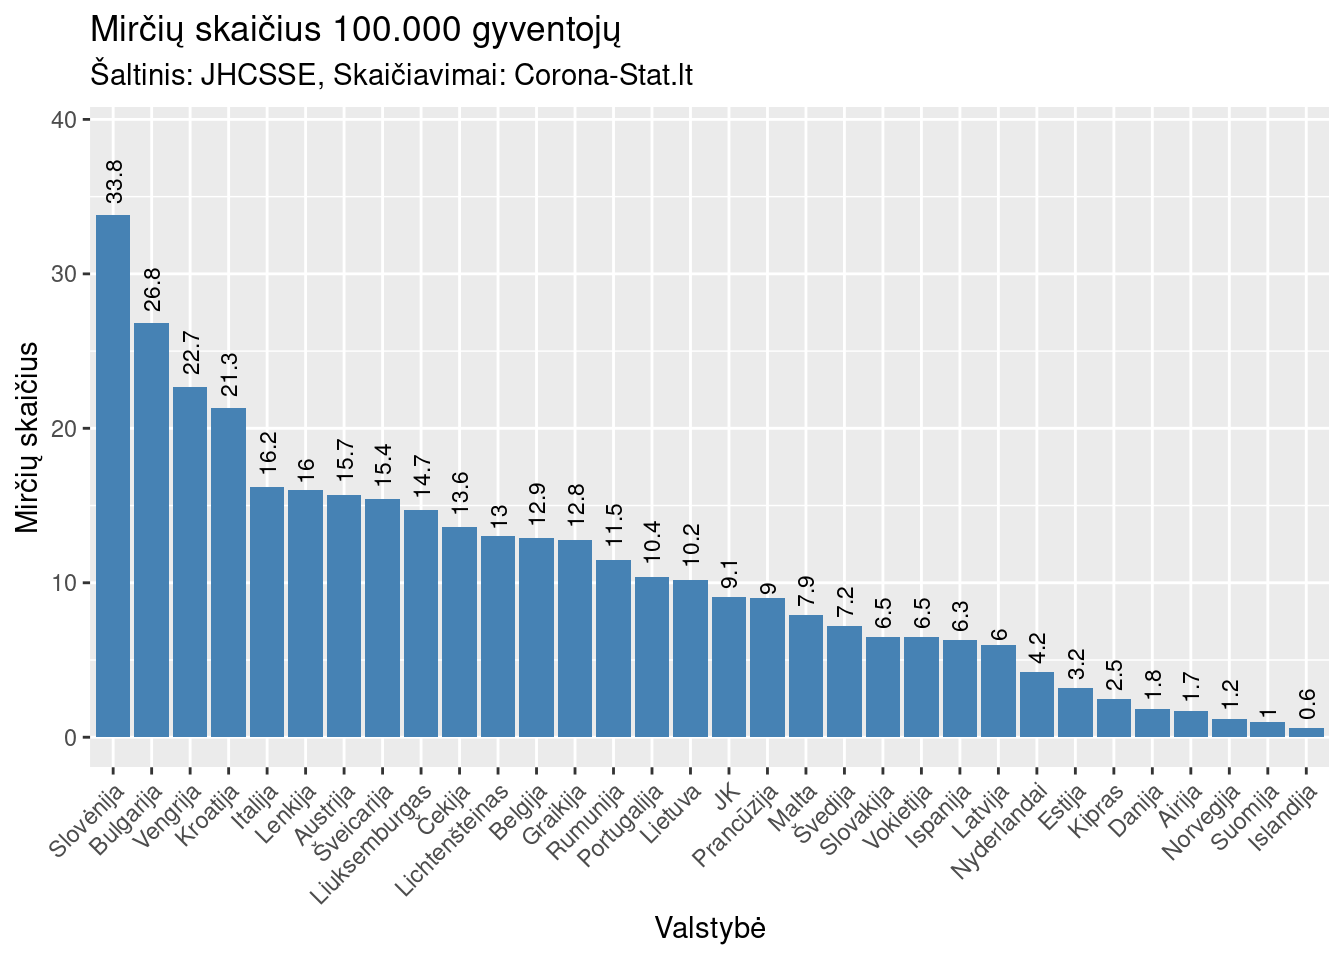 Mirčių skaičius 100.000 gyventojų
Šaltinis: JHCSSE, Skaičiavimai: Corona-Stat.lt
Mirčių skaičius
40
30
20
10
0
33.8
26.8
22.7
21.3
16.2
16
15.7
15.4
14.7
13.6
13
12.9
12.8
11.5
10.4
10.2
9.1
9
7.9
7.2
6.5
6.5
6.3
6
4.2
3.2
2.5
1.8
1.7
1.2
1
0.6
Slovėnija
Bulgarija
Vengrija
Kroatija
Italija
Lenkija
Austrija
Šveicarija
Liuksemburgas
Čekija
Lichtenšteinas
Belgija
Graikija
Rumunija
Portugalija
Lietuva
JK
Prancūzija
Malta
Švedija
Slovakija
Vokietija
Ispanija
Latvija
Nyderlandai
Estija
Kipras
Danija
Airija
Norvegija
Suomija
Islandija
Valstybė